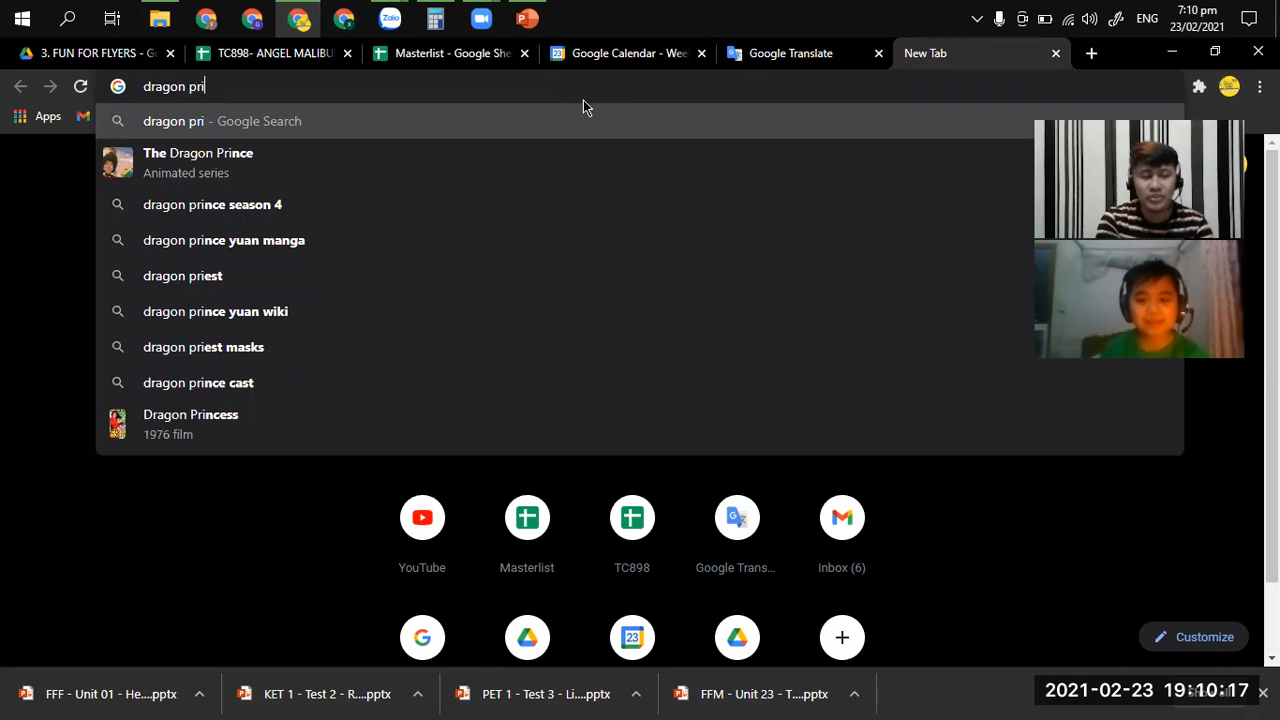 7:10 pm
ENG
23/02/2021
Zalo
3. FUN FOR FLYERS - G
TC898- ANGEL MALIBU
Masterlist - Google She
Google Calendar - Wee
Google Translate
New Tab
dragon pri
Apps
dragon pri - Google Search
The Dragon Prince
Animated series
dragon prince season 4
dragon prince yuan manga
dragon priest
dragon prince yuan wiki
dragon priest masks
dragon prince cast
Dragon Princess
1976 film
YouTube
Masterlist
TC898
Google Trans...
Inbox (6)
23
Customize
FFF - Unit 01 - He....pptx
KET 1 - Test 2 - R....pptx
PET 1 - Test 3 - Li....pptx
FFM - Unit 23 - T....pptx
2021-02-23 19:10:17